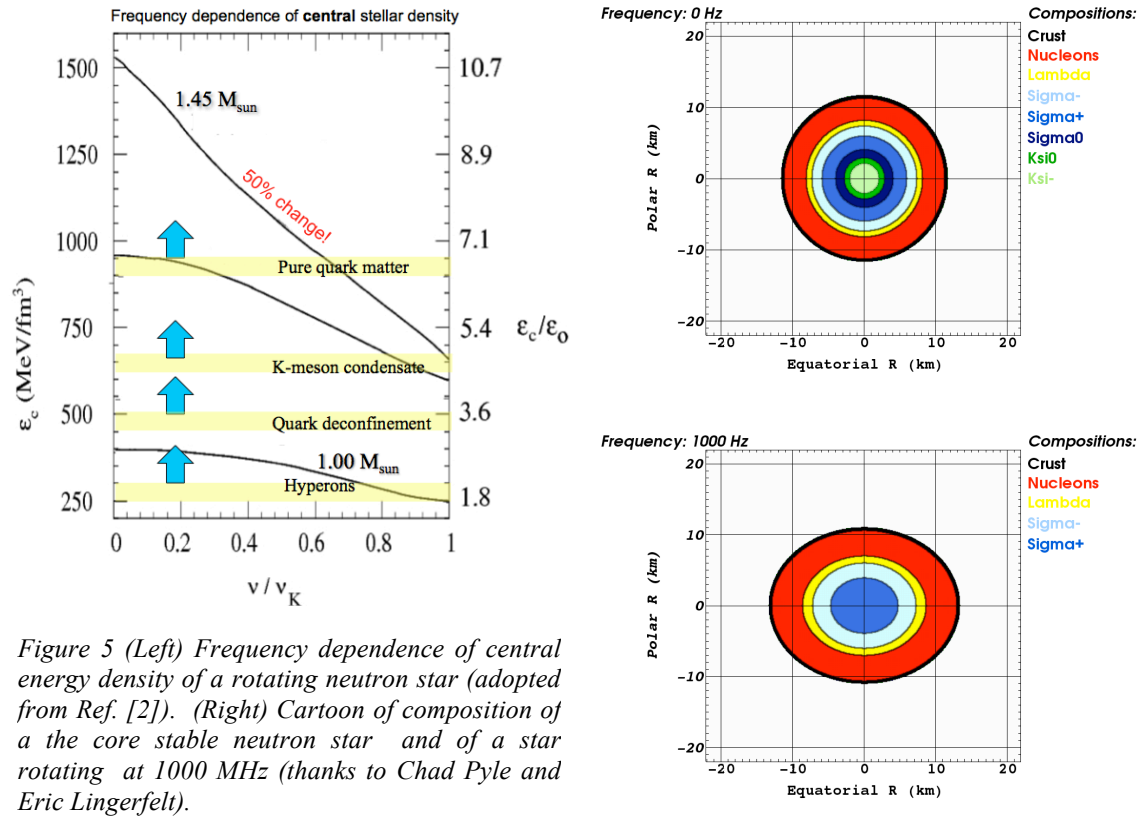 Frequency dependence of central stellar density
1500
1250
1000
750
500
250
ε_c (MeV/fm³)
10.7
8.9
7.1
5.4
3.6
1.8
ε_c/ε_o
1.45 M_sun
50% change!
Pure quark matter
K-meson condensate
Quark deconfinement
1.00 M_sun
Hyperons
0 0.2 0.4 0.6 0.8 1
ν / ν_K
Figure 5 (Left) Frequency dependence of central
energy density of a rotating neutron star (adopted
from Ref. [2]). (Right) Cartoon of composition of
a the core stable neutron star and of a star
rotating at 1000 MHz (thanks to Chad Pyle and
Eric Lingerfelt).
Frequency: 0 Hz
Compositions:
Crust
Nucleons
Lambda
Sigma-
Sigma+
Sigma0
Ksi0
Ksi-
20
10
0
-10
-20
Polar R (km)
-20 -10 0 10 20
Equatorial R (km)
Frequency: 1000 Hz
Compositions:
Crust
Nucleons
Lambda
Sigma-
Sigma+
20
10
0
-10
-20
Polar R (km)
-20 -10 0 10 20
Equatorial R (km)